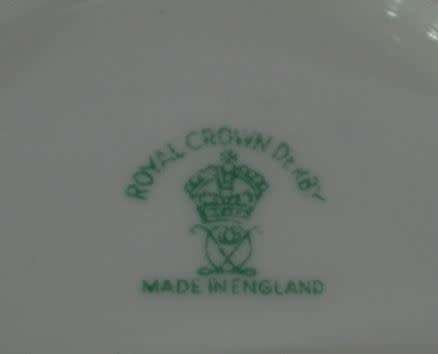 ROYAL CROWN DERBY
MADE IN ENGLAND